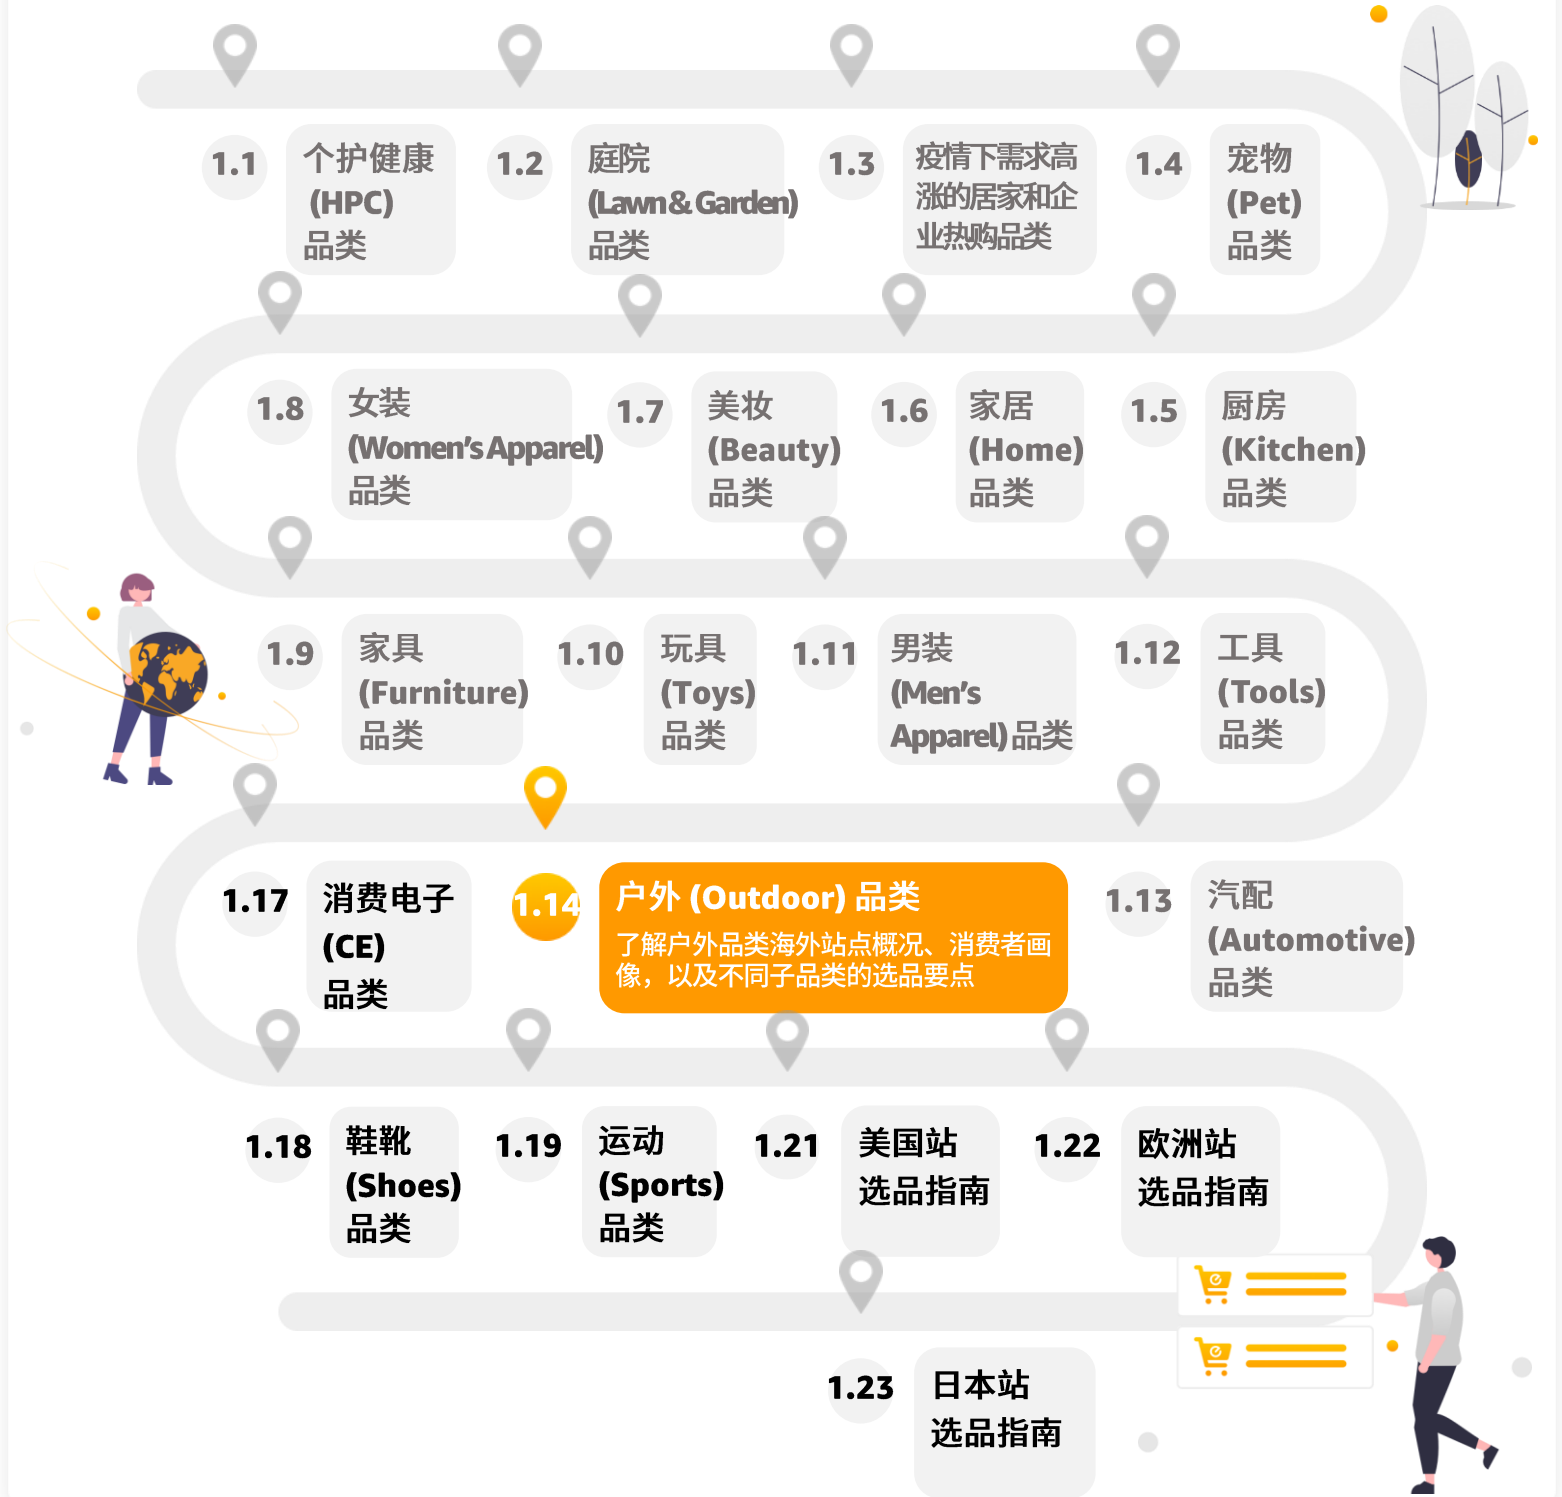 1.1
个护健康
(HPC)
品类
1.2
庭院
(Lawn & Garden)
品类
1.3
疫情下需求高
涨的居家和企
业热购品类
1.4
宠物
(Pet)
品类
1.8
女装
(Women’s Apparel)
品类
1.7
美妆
(Beauty)
品类
1.6
家居
(Home)
品类
1.5
厨房
(Kitchen)
品类
1.9
家具
(Furniture)
品类
1.10
玩具
(Toys)
品类
1.11
男装
(Men’s
Apparel) 品类
1.12
工具
(Tools)
品类
1.17
消费电子
(CE)
品类
1.14
户外 (Outdoor) 品类
了解户外品类海外站点概况、消费者画
像，以及不同子品类的选品要点
1.13
汽配
(Automotive)
品类
1.18
鞋靴
(Shoes)
品类
1.19
运动
(Sports)
品类
1.21
美国站
选品指南
1.22
欧洲站
选品指南
1.23
日本站
选品指南